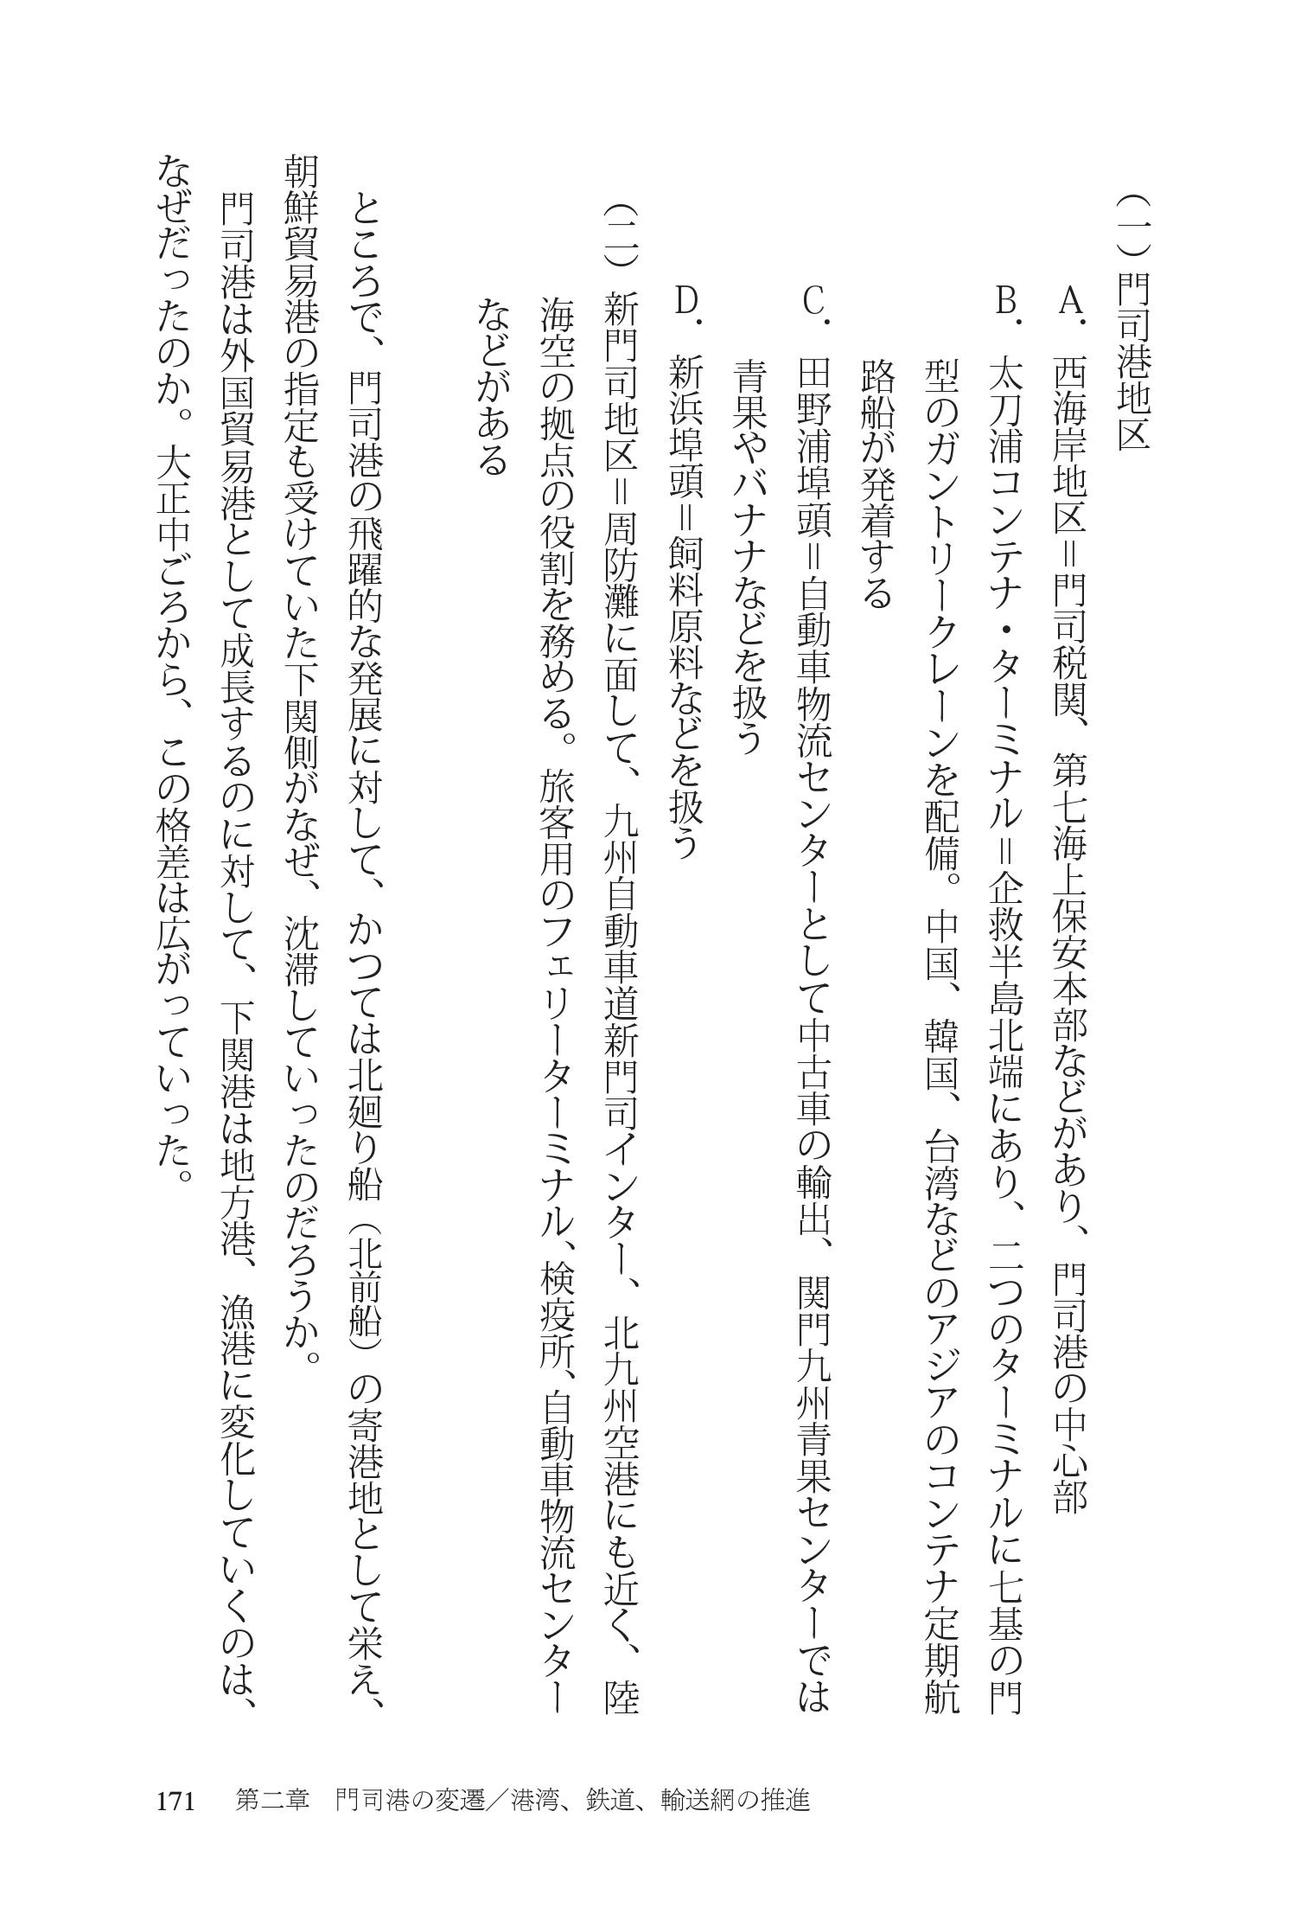 （一）門司港地区
A．西海岸地区＝門司税関、第七海上保安本部などがあり、門司港の中心部
B．太刀浦コンテナ・ターミナル＝企救半島北端にあり、二つのターミナルに七基の門
型のガントリークレーンを配備。中国、韓国、台湾などのアジアのコンテナ定期航
路船が発着する
C．田野浦埠頭＝自動車物流センターとして中古車の輸出、関門九州青果センターでは
青果やバナナなどを扱う
D．新浜埠頭＝飼料原料などを扱う
（二）新門司地区＝周防灘に面して、九州自動車道新門司インター、北九州空港にも近く、陸
海空の拠点の役割を務める。旅客用のフェリーターミナル、検疫所、自動車物流センター
などがある
ところで、門司港の飛躍的な発展に対して、かつては北廻り船（北前船）の寄港地として栄え、
朝鮮貿易港の指定も受けていた下関側がなぜ、沈滞していったのだろうか。
門司港は外国貿易港として成長するのに対して、下関港は地方港、漁港に変化していくのは、
なぜだったのか。大正中ごろから、この格差は広がっていった。
171　第二章　門司港の変遷／港湾、鉄道、輸送網の推進